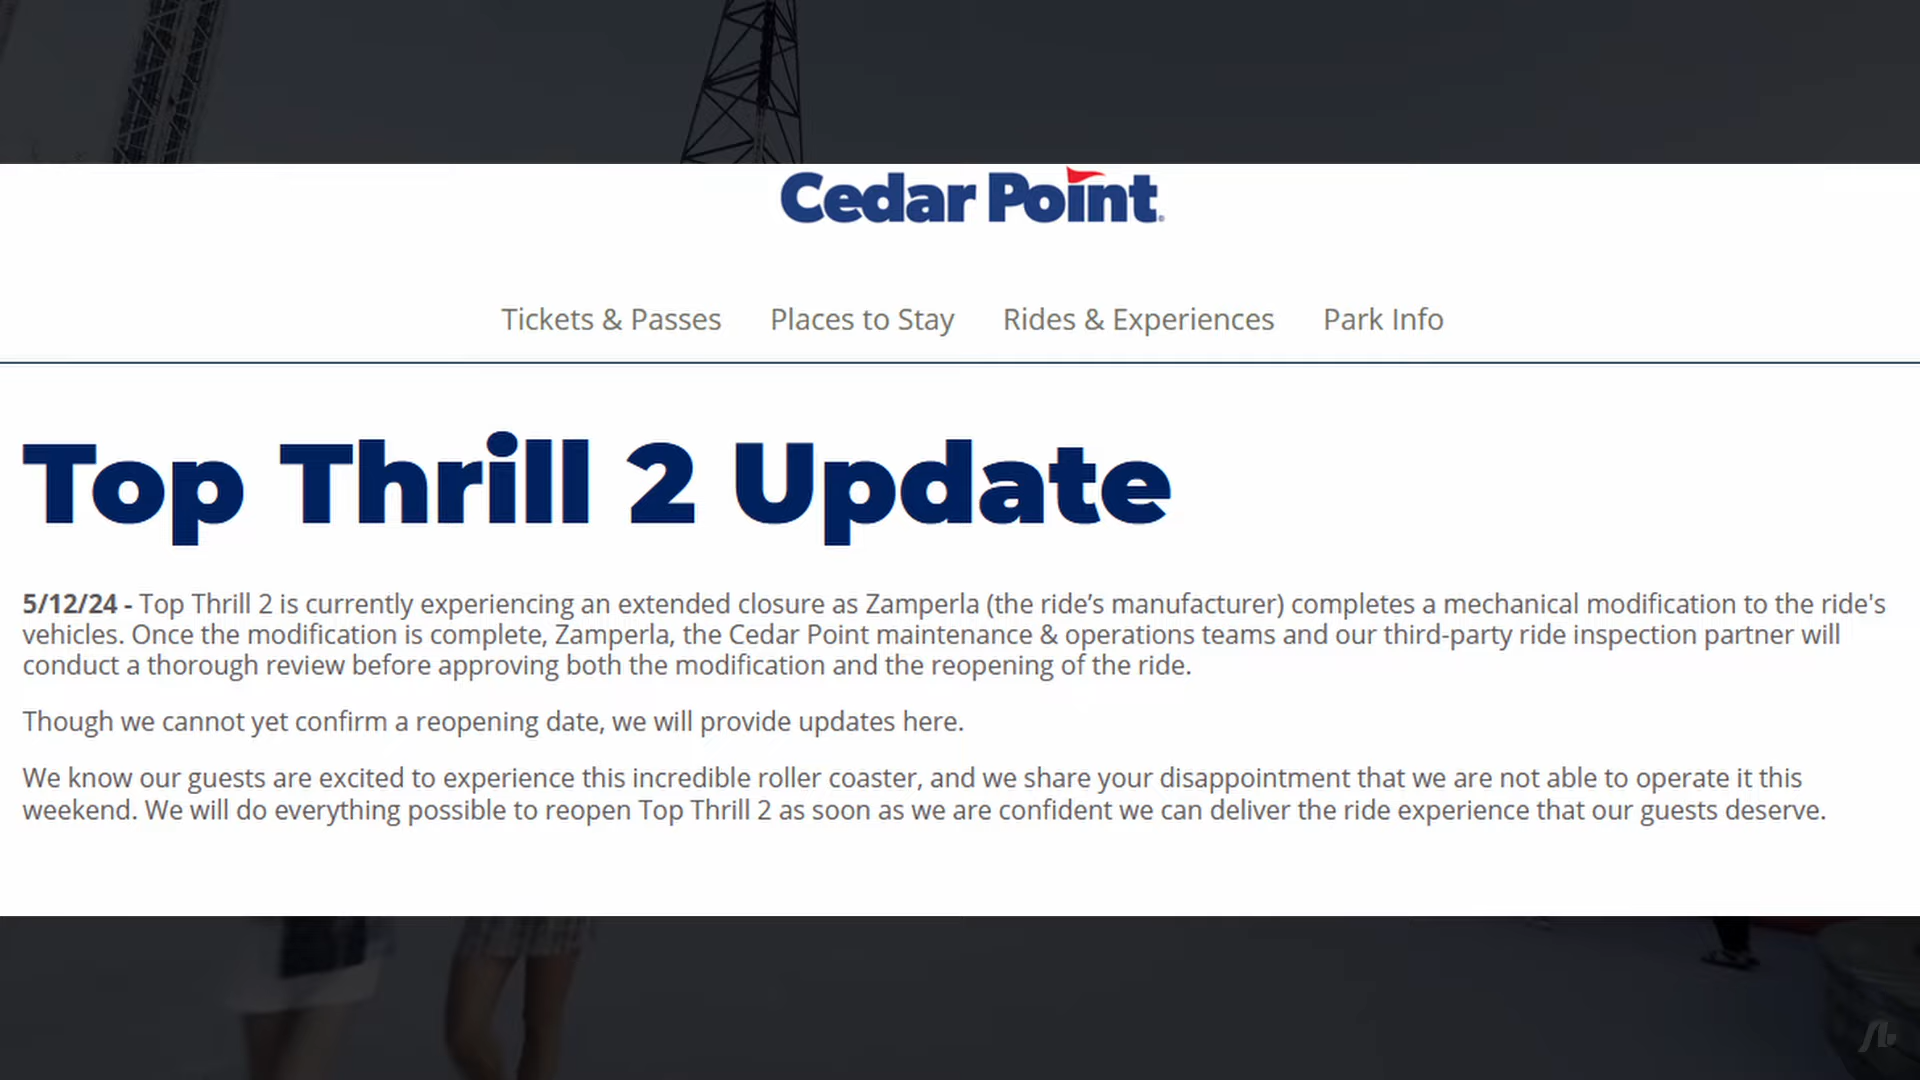 Cedar Point
Tickets & Passes Places to Stay Rides & Experiences Park Info
Top Thrill 2 Update
5/12/24 - Top Thrill 2 is currently experiencing an extended closure as Zamperla (the ride’s manufacturer) completes a mechanical modification to the ride's
vehicles. Once the modification is complete, Zamperla, the Cedar Point maintenance & operations teams and our third-party ride inspection partner will
conduct a thorough review before approving both the modification and the reopening of the ride.
Though we cannot yet confirm a reopening date, we will provide updates here.
We know our guests are excited to experience this incredible roller coaster, and we share your disappointment that we are not able to operate it this
weekend. We will do everything possible to reopen Top Thrill 2 as soon as we are confident we can deliver the ride experience that our guests deserve.